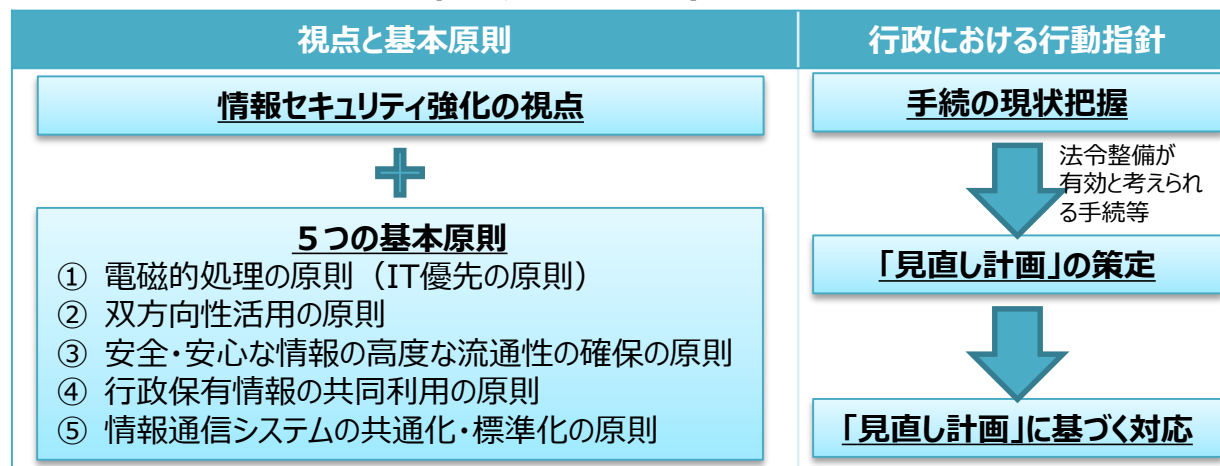 視点と基本原則
情報セキュリティ強化の視点
５つの基本原則
① 電磁的処理の原則（IT優先の原則）
② 双方向性活用の原則
③ 安全・安心な情報の高度な流通性の確保の原則
④ 行政保有情報の共同利用の原則
⑤ 情報通信システムの共通化・標準化の原則
行政における行動指針
手続の現状把握
法令整備が
有効と考えられ
る手続等
「見直し計画」の策定
「見直し計画」に基づく対応